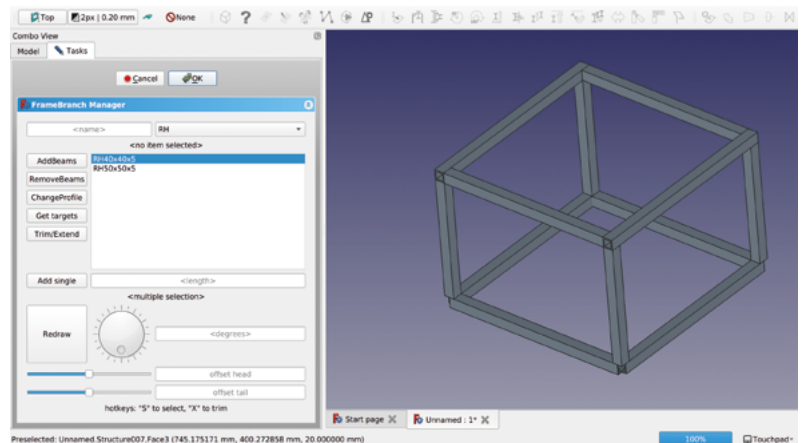 Top 2px | 0.20 mm None
Combo View
Model Tasks
Cancel OK
FrameBranch Manager
<name> RH
<no item selected>
AddBeams
RemoveBeams
ChangeProfile
Get targets
Trim/Extend
RH40x40x5
RH50x50x5
Add single <length>
<multiple selection>
Redraw <degrees>
offset head
offset tail
hotkeys: "S" to select, "X" to trim
Start page Unnamed : 1*
Preselected: Unnamed.Structure007.Face3 (745.175171 mm, 400.272858 mm, 20.000000 mm) 100% Touchpad